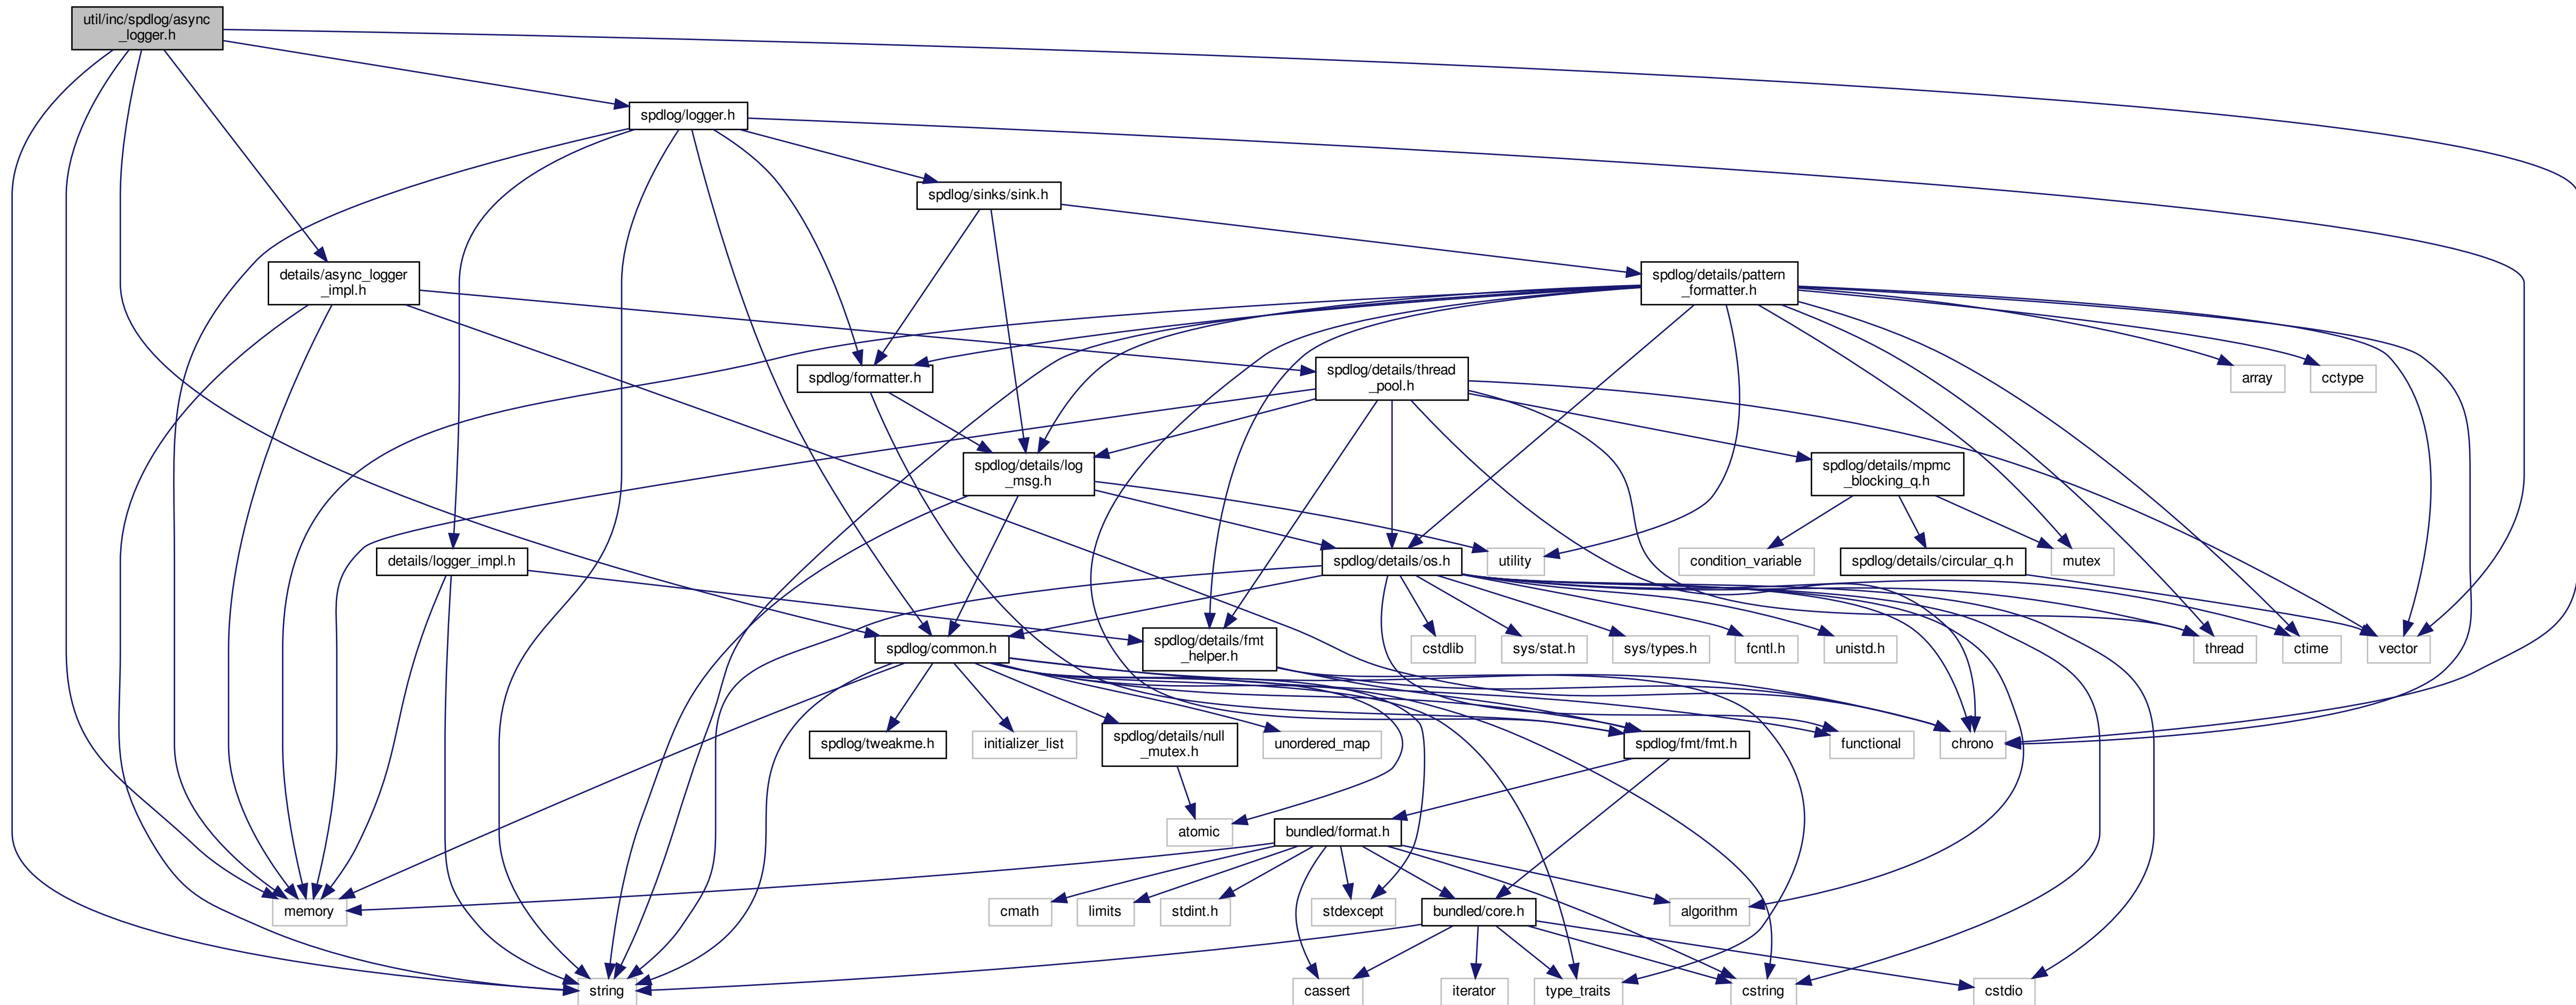 util/inc/spdlog/async
_logger.h
spdlog/logger.h
spdlog/sinks/sink.h
details/async_logger
_impl.h
spdlog/details/pattern
_formatter.h
spdlog/formatter.h
spdlog/details/thread
_pool.h
array
cctype
spdlog/details/log
_msg.h
spdlog/details/mpmc
_blocking_q.h
details/logger_impl.h
spdlog/details/os.h
utility
condition_variable
spdlog/details/circular_q.h
mutex
spdlog/common.h
spdlog/details/fmt
_helper.h
cstdlib
sys/stat.h
sys/types.h
fcntl.h
unistd.h
thread
ctime
vector
spdlog/tweakme.h
initializer_list
spdlog/details/null
_mutex.h
unordered_map
spdlog/fmt/fmt.h
functional
chrono
atomic
bundled/format.h
memory
cmath
limits
stdint.h
stdexcept
bundled/core.h
algorithm
string
cassert
iterator
type_traits
cstring
cstdio